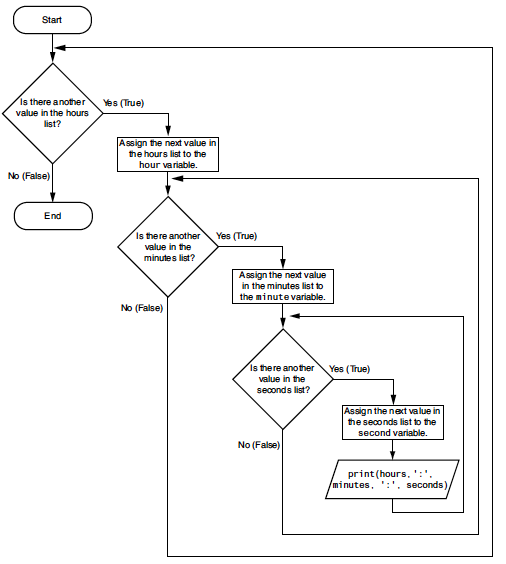 Start
Is there another
value in the hours
list?
Yes (True)
Assign the next value in
the hours list to the
hour variable.
No (False)
End
Is there another
value in the
minutes list?
Yes (True)
Assign the next value
in the minutes list to
the minute variable.
No (False)
Is there another
value in the
seconds list?
Yes (True)
Assign the next value in
the seconds list to the
second variable.
No (False)
print(hours,':',
minutes, ':', seconds)